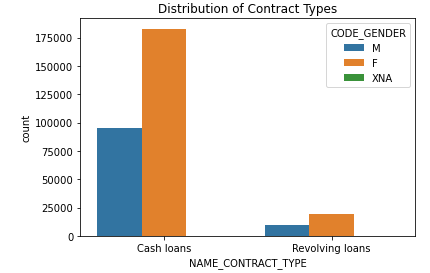 Distribution of Contract Types
CODE_GENDER
M
F
XNA
175000
150000
125000
100000
75000
50000
25000
0
count
Cash loans
Revolving loans
NAME_CONTRACT_TYPE